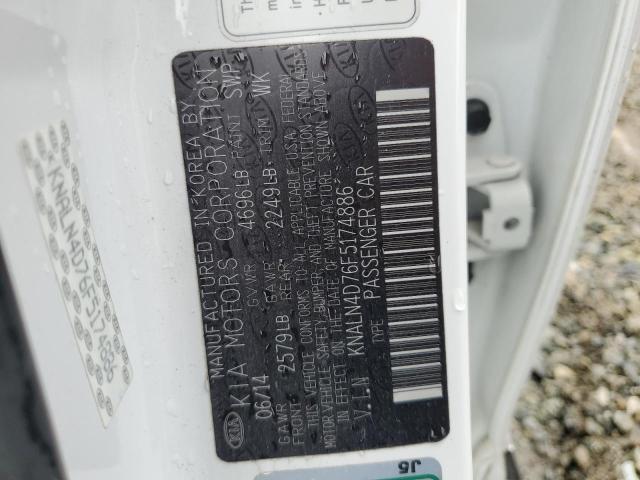 MANUFACTURED IN KOREA BY
KIA KIA MOTORS CORPORATION
06/14 GVWR 4696LB PAINT SWP
GAWR GAWR TRIM WK
FRONT 2579LB REAR 2249LB
THIS VEHICLE CONFORMS TO ALL APPLICABLE U.S.A. FEDERAL
MOTOR VEHICLE SAFETY, BUMPER, AND THEFT PREVENTION STANDARDS
IN EFFECT ON THE DATE OF MANUFACTURE SHOWN ABOVE
V.I.N KNALN4D76F5174886
TYPE PASSENGER CAR
KNALN4D76F5174886
J5